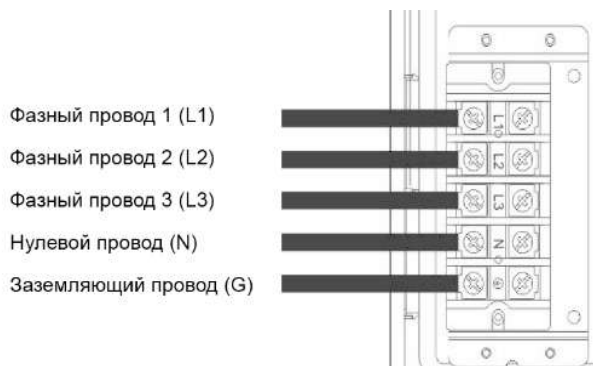 Фазный провод 1 (L1)
Фазный провод 2 (L2)
Фазный провод 3 (L3)
Нулевой провод (N)
Заземляющий провод (G)
L1
L2
L3
N
G